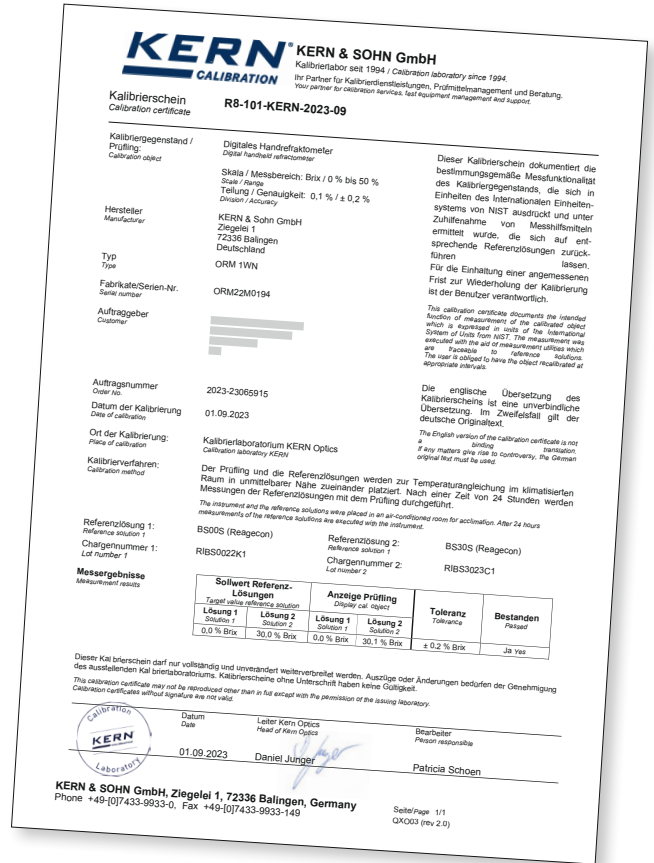 KERN
CALIBRATION
KERN & SOHN GmbH
Kalibrierlabor seit 1994 / Calibration laboratory since 1994.
Ihr Partner für Kalibrierdienstleistungen, Prüfmittelmanagement und Beratung.
Your partner for calibration services, test equipment management and support.
Kalibrierschein
Calibration certificate
R8-101-KERN-2023-09
Kalibriergegenstand /
Prüfling:
Calibration object
Digitales Handrefraktometer
Digital handheld refractometer
Skala / Messbereich: Brix / 0 % bis 50 %
Scale / Range
Teilung / Genauigkeit: 0,1 % / ± 0,2 %
Division / Accuracy
Hersteller
Manufacturer
KERN & Sohn GmbH
Ziegelei 1
72336 Balingen
Deutschland
Typ
Type
ORM 1WN
Fabrikate/Serien-Nr.
Serial number
ORM22M0194
Auftraggeber
Customer
Dieser Kalibrierschein dokumentiert die
bestimmungsgemäße Messfunktionalität
des Kalibriergegenstands, die sich in
Einheiten des Internationalen Einheiten-
systems von NIST ausdrückt und unter
Zuhilfenahme von Messhilfsmitteln
ermittelt wurde, die sich auf ent-
sprechende Referenzlösungen zurück-
führen lassen.
Für die Einhaltung einer angemessenen
Frist zur Wiederholung der Kalibrierung
ist der Benutzer verantwortlich.
This calibration certificate documents the intended
function of measurement of the calibrated object
which is expressed in units of the International
System of Units from NIST. The measurement was
executed with the aid of measurement utilities which
are traceable to reference solutions.
The user is obliged to have the object recalibrated at
appropriate intervals.
Auftragsnummer
Order No.
2023-23065915
Datum der Kalibrierung
Date of calibration
01.09.2023
Ort der Kalibrierung:
Place of calibration
Kalibrierlaboratorium KERN Optics
Calibration laboratory KERN
Die englische Übersetzung des
Kalibrierscheins ist eine unverbindliche
Übersetzung. Im Zweifelsfall gilt der
deutsche Originaltext.
The English version of the calibration certificate is not
a binding translation.
If any matters give rise to controversy, the German
original text must be used.
Kalibrierverfahren:
Calibration method
Der Prüfling und die Referenzlösungen werden zur Temperaturangleichung im klimatisierten
Raum in unmittelbarer Nähe zueinander platziert. Nach einer Zeit von 24 Stunden werden
Messungen der Referenzlösungen mit dem Prüfling durchgeführt.
The instrument and the reference solutions were placed in an air-conditioned room for acclimation. After 24 hours
measurements of the reference solutions are executed with the instrument.
Referenzlösung 1:
Reference solution 1
BS00S (Reagecon)
Referenzlösung 2:
Reference solution 1
BS30S (Reagecon)
Chargennummer 1:
Lot number 1
RIBS0022K1
Chargennummer 2:
Lot number 2
RIBS3023C1
Messergebnisse
Measurement results
Sollwert Referenz-
Lösungen
Target value reference solution
Anzeige Prüfling
Display cal. object
Toleranz
Tolerance
Bestanden
Passed
Lösung 1
Solution 1
Lösung 2
Solution 2
Lösung 1
Solution 1
Lösung 2
Solution 2
0,0 % Brix 30,0 % Brix 0,0 % Brix 30,1 % Brix ± 0.2 % Brix Ja Yes
Dieser Kal brierschein darf nur vollständig und unverändert weiterverbreitet werden. Auszüge oder Änderungen bedürfen der Genehmigung
des ausstellenden Kal brierlaboratoriums. Kalibrierscheine ohne Unterschrift haben keine Gültigkeit.
This calibration certificate may not be reproduced other than in full except with the permission of the issuing laboratory.
Calibration certificates without signature are not valid.
Calibration
KERN
Laboratory
Datum
Date
01.09.2023
Leiter Kern Optics
Head of Kern Optics
Daniel Junger
Bearbeiter
Person responsible
Patricia Schoen
KERN & SOHN GmbH, Ziegelei 1, 72336 Balingen, Germany
Phone +49-[0]7433-9933-0, Fax +49-[0]7433-9933-149
Seite/Page 1/1
QXO03 (rev 2.0)